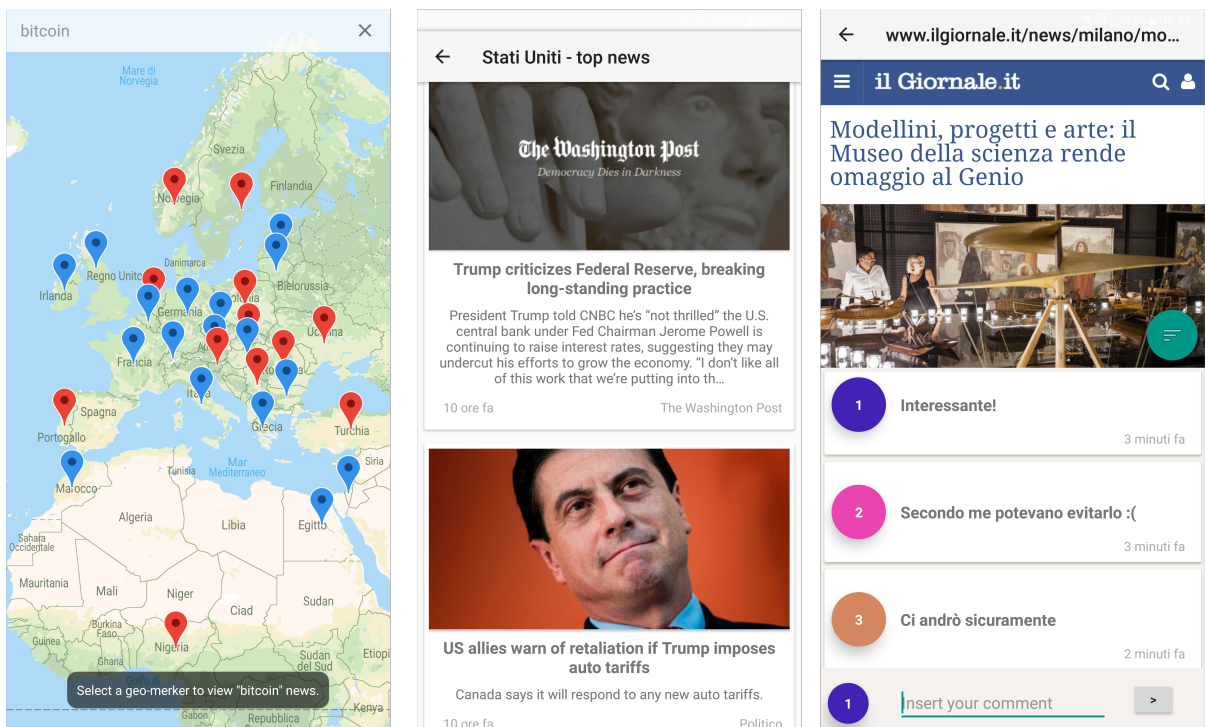 bitcoin
Mare di
Norvegia
Svezia
Finlandia
Norvegia
Danimarca
Regno Unito
Bielorussia
Irlanda
Germania
Francia
Italia
Spagna
Grecia
Portogallo
Turchia
Mar
Mediterraneo
Siria
Tunisia
Marocco
Algeria
Libia
Egitto
Sahara
Occidentale
Mauritania
Mali
Niger
Ciad
Sudan
Burkina
Faso
Guinea
Nigeria
Ghana
Sudan
del Sud
Etiopi
Golfo di
Gabon
Repubblica
Kenya
Select a geo-merker to view "bitcoin" news.
Stati Uniti - top news
The Washington Post
Democracy Dies in Darkness
Trump criticizes Federal Reserve, breaking
long-standing practice
President Trump told CNBC he's “not thrilled” the U.S.
central bank under Fed Chairman Jerome Powell is
continuing to raise interest rates, suggesting they may
undercut his efforts to grow the economy. “I don't like all
of this work that we're putting into th…
10 ore fa
The Washington Post
US allies warn of retaliation if Trump imposes
auto tariffs
Canada says it will respond to any new auto tariffs.
10 ore fa
Politico
www.ilgiornale.it/news/milano/mo...
il Giornale.it
Modellini, progetti e arte: il
Museo della scienza rende
omaggio al Genio
1
Interessante!
3 minuti fa
2
Secondo me potevano evitarlo :(
3 minuti fa
3
Ci andrò sicuramente
2 minuti fa
1
Insert your comment
>